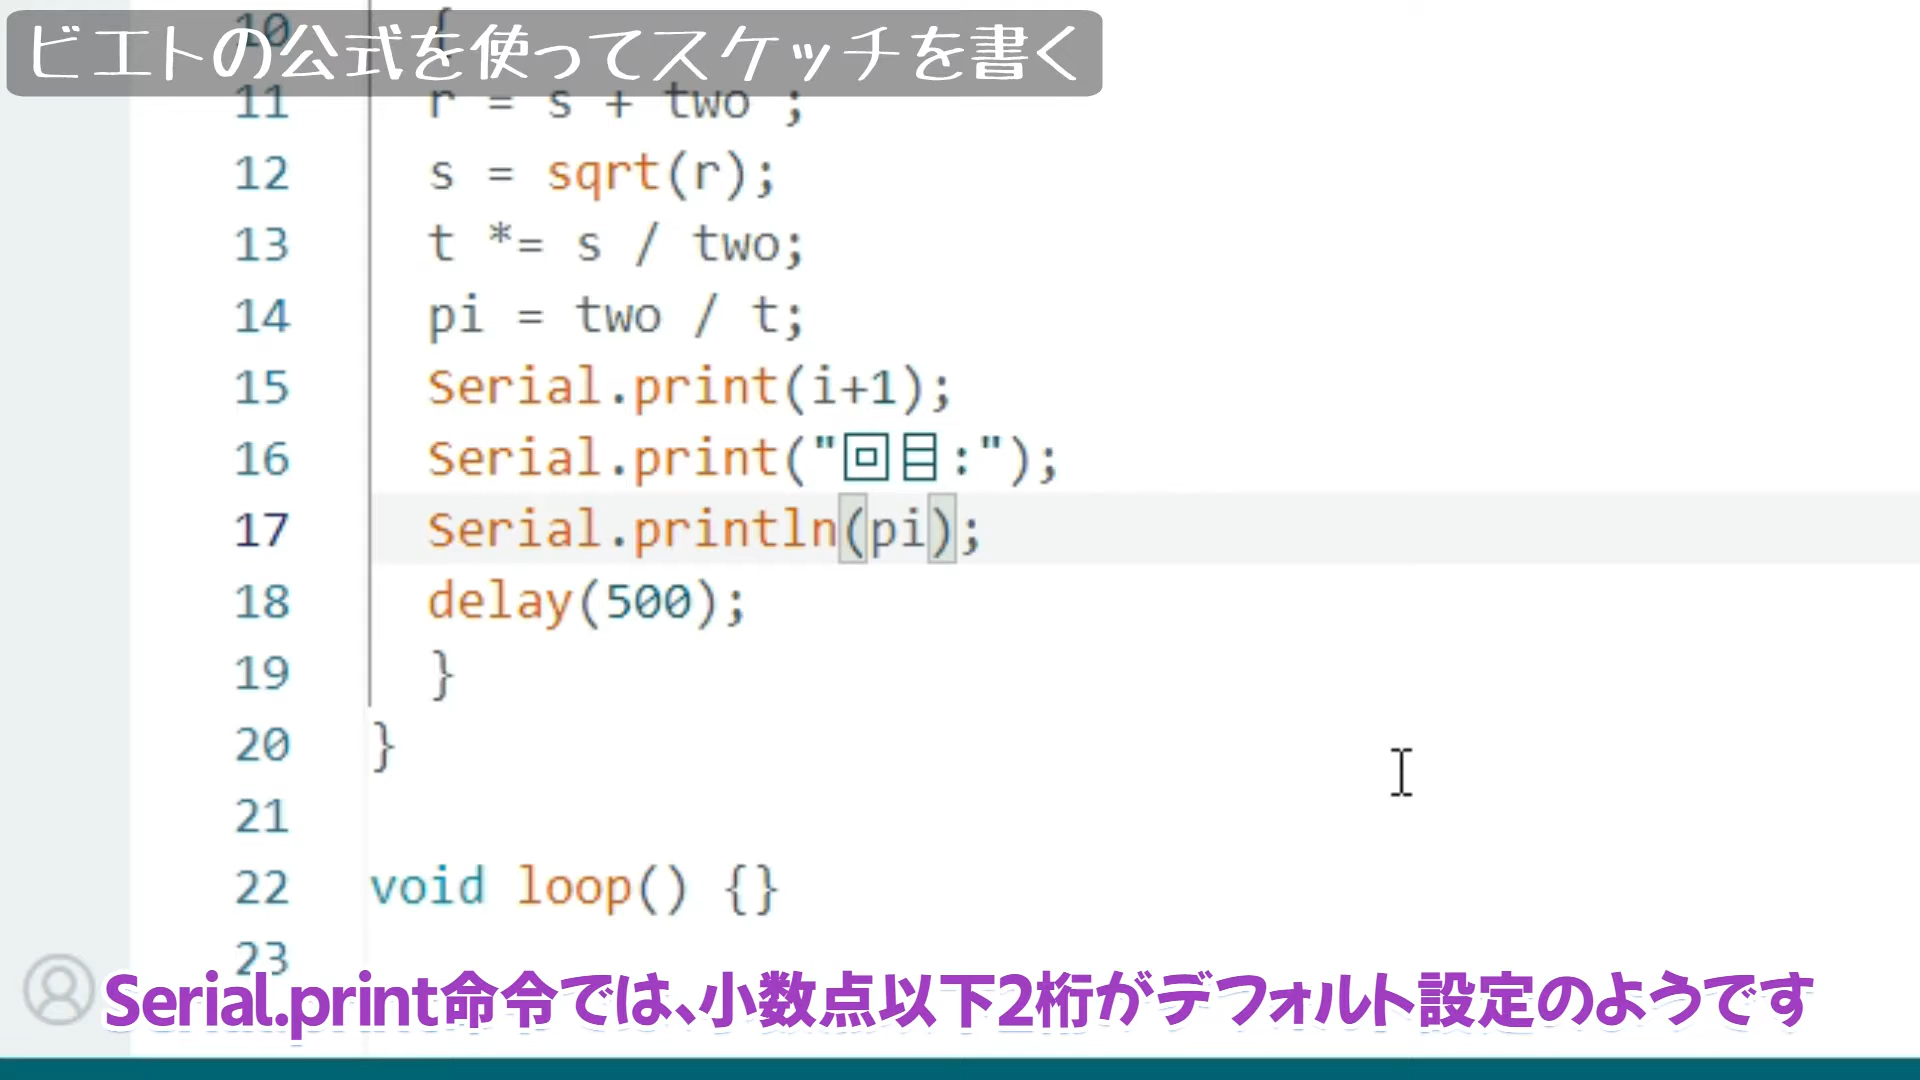 ビエトの公式を使ってスケッチを書く
10 {
11 r = s + two ;
12 s = sqrt(r);
13 t *= s / two;
14 pi = two / t;
15 Serial.print(i+1);
16 Serial.print("回目:");
17 Serial.println(pi);
18 delay(500);
19 }
20 }
21
22 void loop() {}
23
Serial.print命令では、小数点以下2桁がデフォルト設定のようです